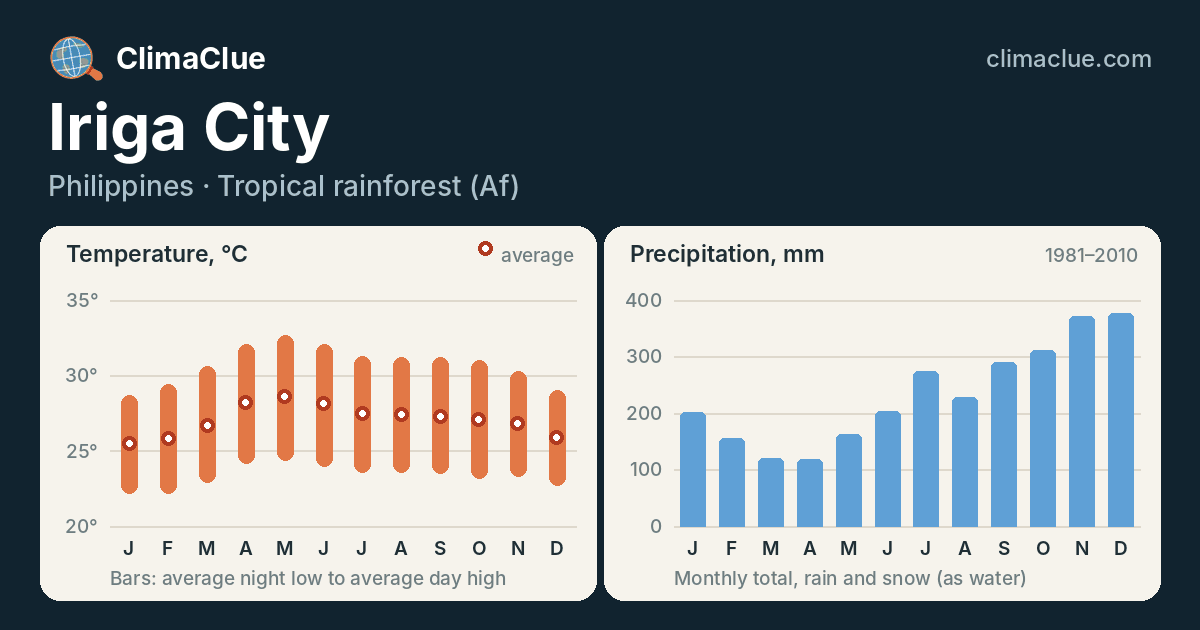 ClimaClue
climaclue.com
Iriga City
Philippines · Tropical rainforest (Af)
Temperature, °C
average
35°
30°
25°
20°
J F M A M J J A S O N D
Bars: average night low to average day high
Precipitation, mm
1981–2010
400
300
200
100
0
J F M A M J J A S O N D
Monthly total, rain and snow (as water)